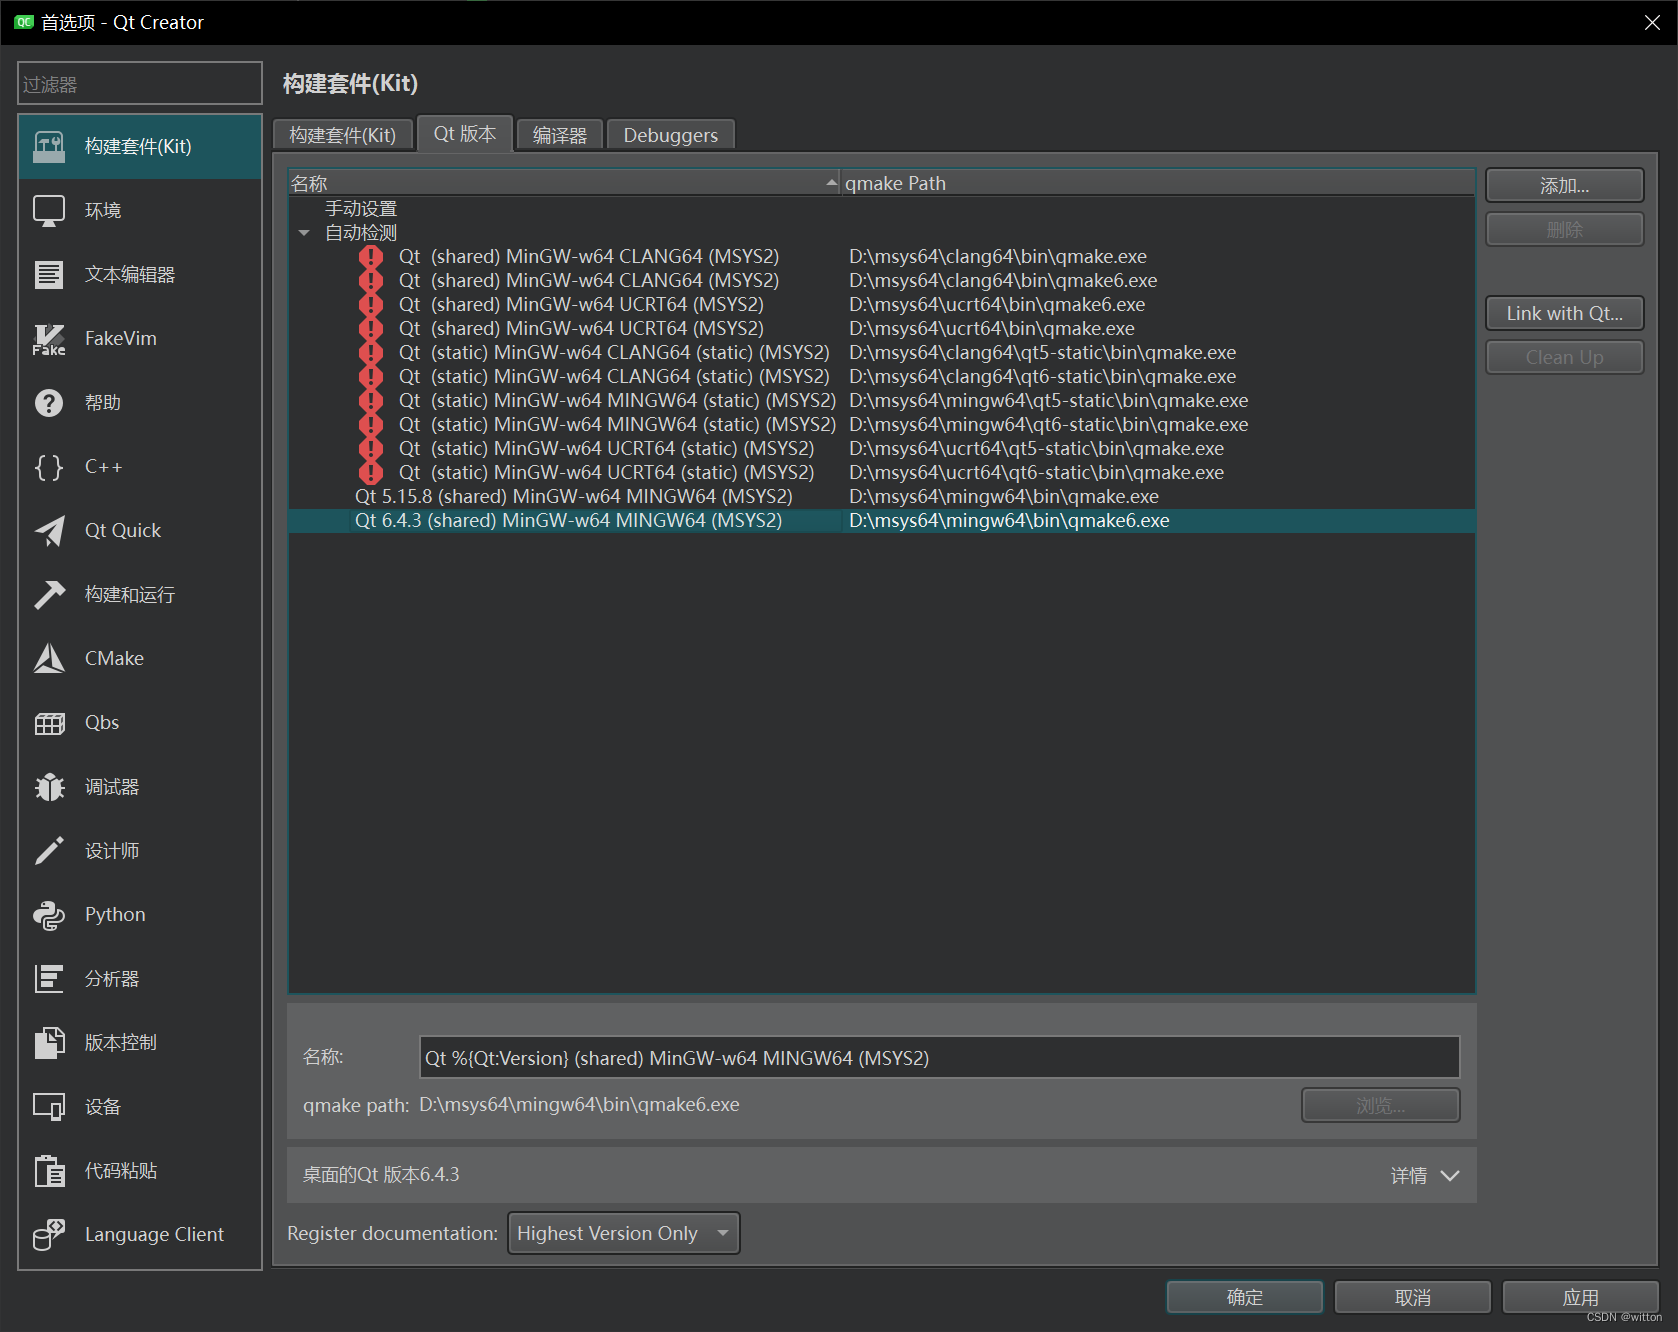 QC 首选项 - Qt Creator
过滤器
构建套件(Kit)
环境
文本编辑器
Fake
FakeVim
帮助
C++
Qt Quick
构建和运行
CMake
Qbs
调试器
设计师
Python
分析器
版本控制
设备
代码粘贴
Language Client
构建套件(Kit)
构建套件(Kit) Qt 版本 编译器 Debuggers
名称 qmake Path
手动设置
自动检测
Qt (shared) MinGW-w64 CLANG64 (MSYS2) D:\msys64\clang64\bin\qmake.exe
Qt (shared) MinGW-w64 CLANG64 (MSYS2) D:\msys64\clang64\bin\qmake6.exe
Qt (shared) MinGW-w64 UCRT64 (MSYS2) D:\msys64\ucrt64\bin\qmake6.exe
Qt (shared) MinGW-w64 UCRT64 (MSYS2) D:\msys64\ucrt64\bin\qmake.exe
Qt (static) MinGW-w64 CLANG64 (static) (MSYS2) D:\msys64\clang64\qt5-static\bin\qmake.exe
Qt (static) MinGW-w64 CLANG64 (static) (MSYS2) D:\msys64\clang64\qt6-static\bin\qmake.exe
Qt (static) MinGW-w64 MINGW64 (static) (MSYS2) D:\msys64\mingw64\qt5-static\bin\qmake.exe
Qt (static) MinGW-w64 MINGW64 (static) (MSYS2) D:\msys64\mingw64\qt6-static\bin\qmake.exe
Qt (static) MinGW-w64 UCRT64 (static) (MSYS2) D:\msys64\ucrt64\qt5-static\bin\qmake.exe
Qt (static) MinGW-w64 UCRT64 (static) (MSYS2) D:\msys64\ucrt64\qt6-static\bin\qmake.exe
Qt 5.15.8 (shared) MinGW-w64 MINGW64 (MSYS2) D:\msys64\mingw64\bin\qmake.exe
Qt 6.4.3 (shared) MinGW-w64 MINGW64 (MSYS2) D:\msys64\mingw64\bin\qmake6.exe
添加...
删除
Link with Qt...
Clean Up
名称: Qt %{Qt:Version} (shared) MinGW-w64 MINGW64 (MSYS2)
qmake path: D:\msys64\mingw64\bin\qmake6.exe 浏览...
桌面的Qt 版本6.4.3 详情
Register documentation: Highest Version Only
确定 取消 应用
CSDN @witton